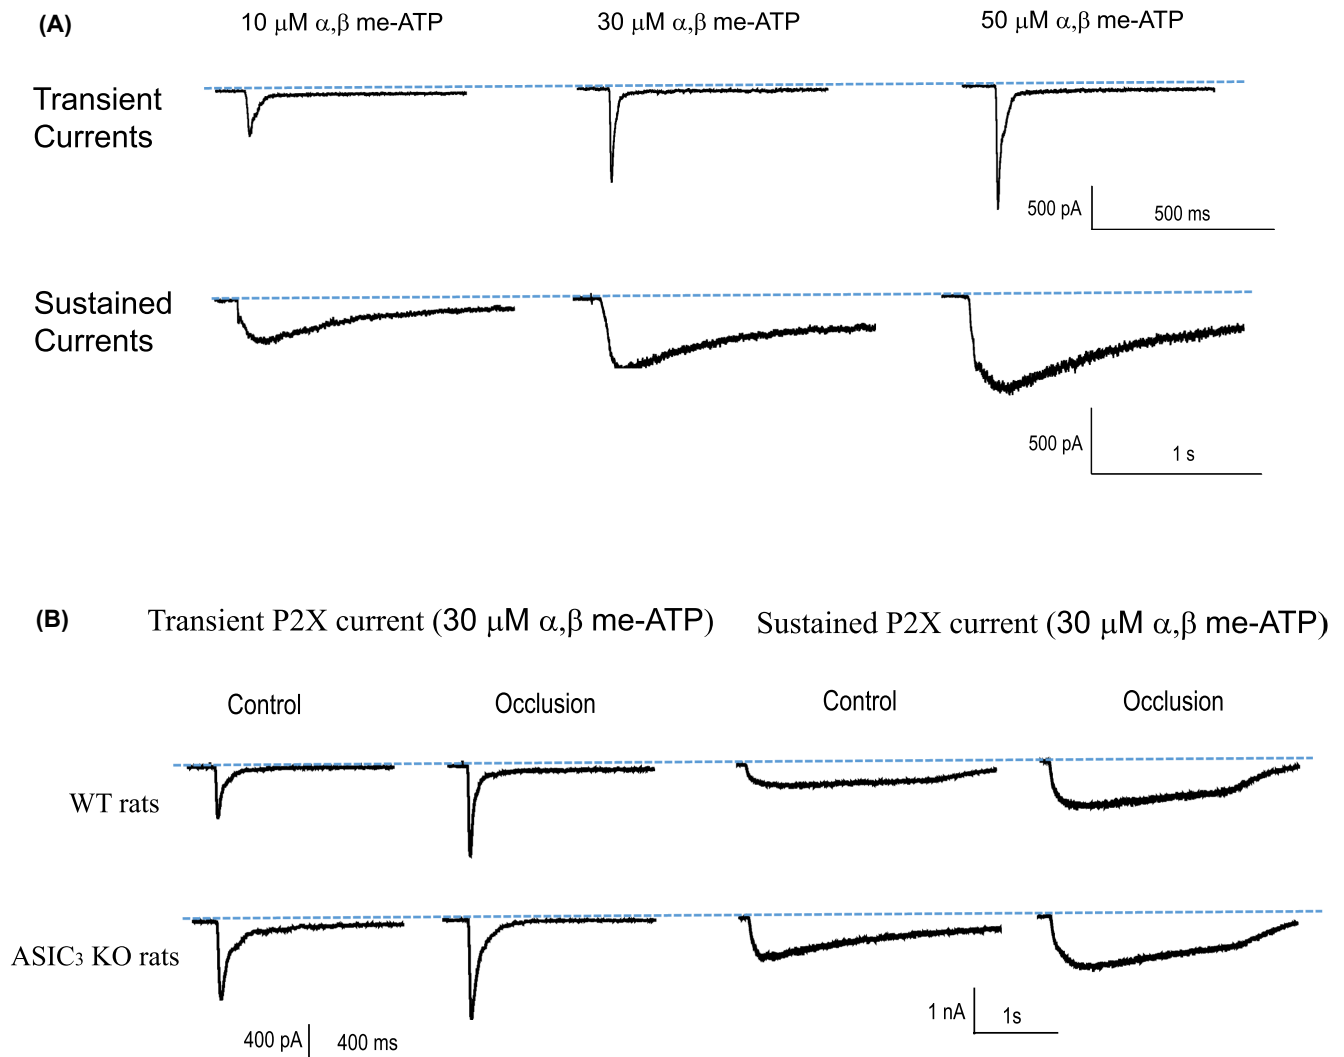 (A)
10 μM α,β me-ATP
30 μM α,β me-ATP
50 μM α,β me-ATP
Transient
Currents
500 pA
500 ms
Sustained
Currents
500 pA
1 s
(B)
Transient P2X current (30 μM α,β me-ATP)
Sustained P2X current (30 μM α,β me-ATP)
Control
Occlusion
Control
Occlusion
WT rats
ASIC₃ KO rats
400 pA
400 ms
1 nA
1s